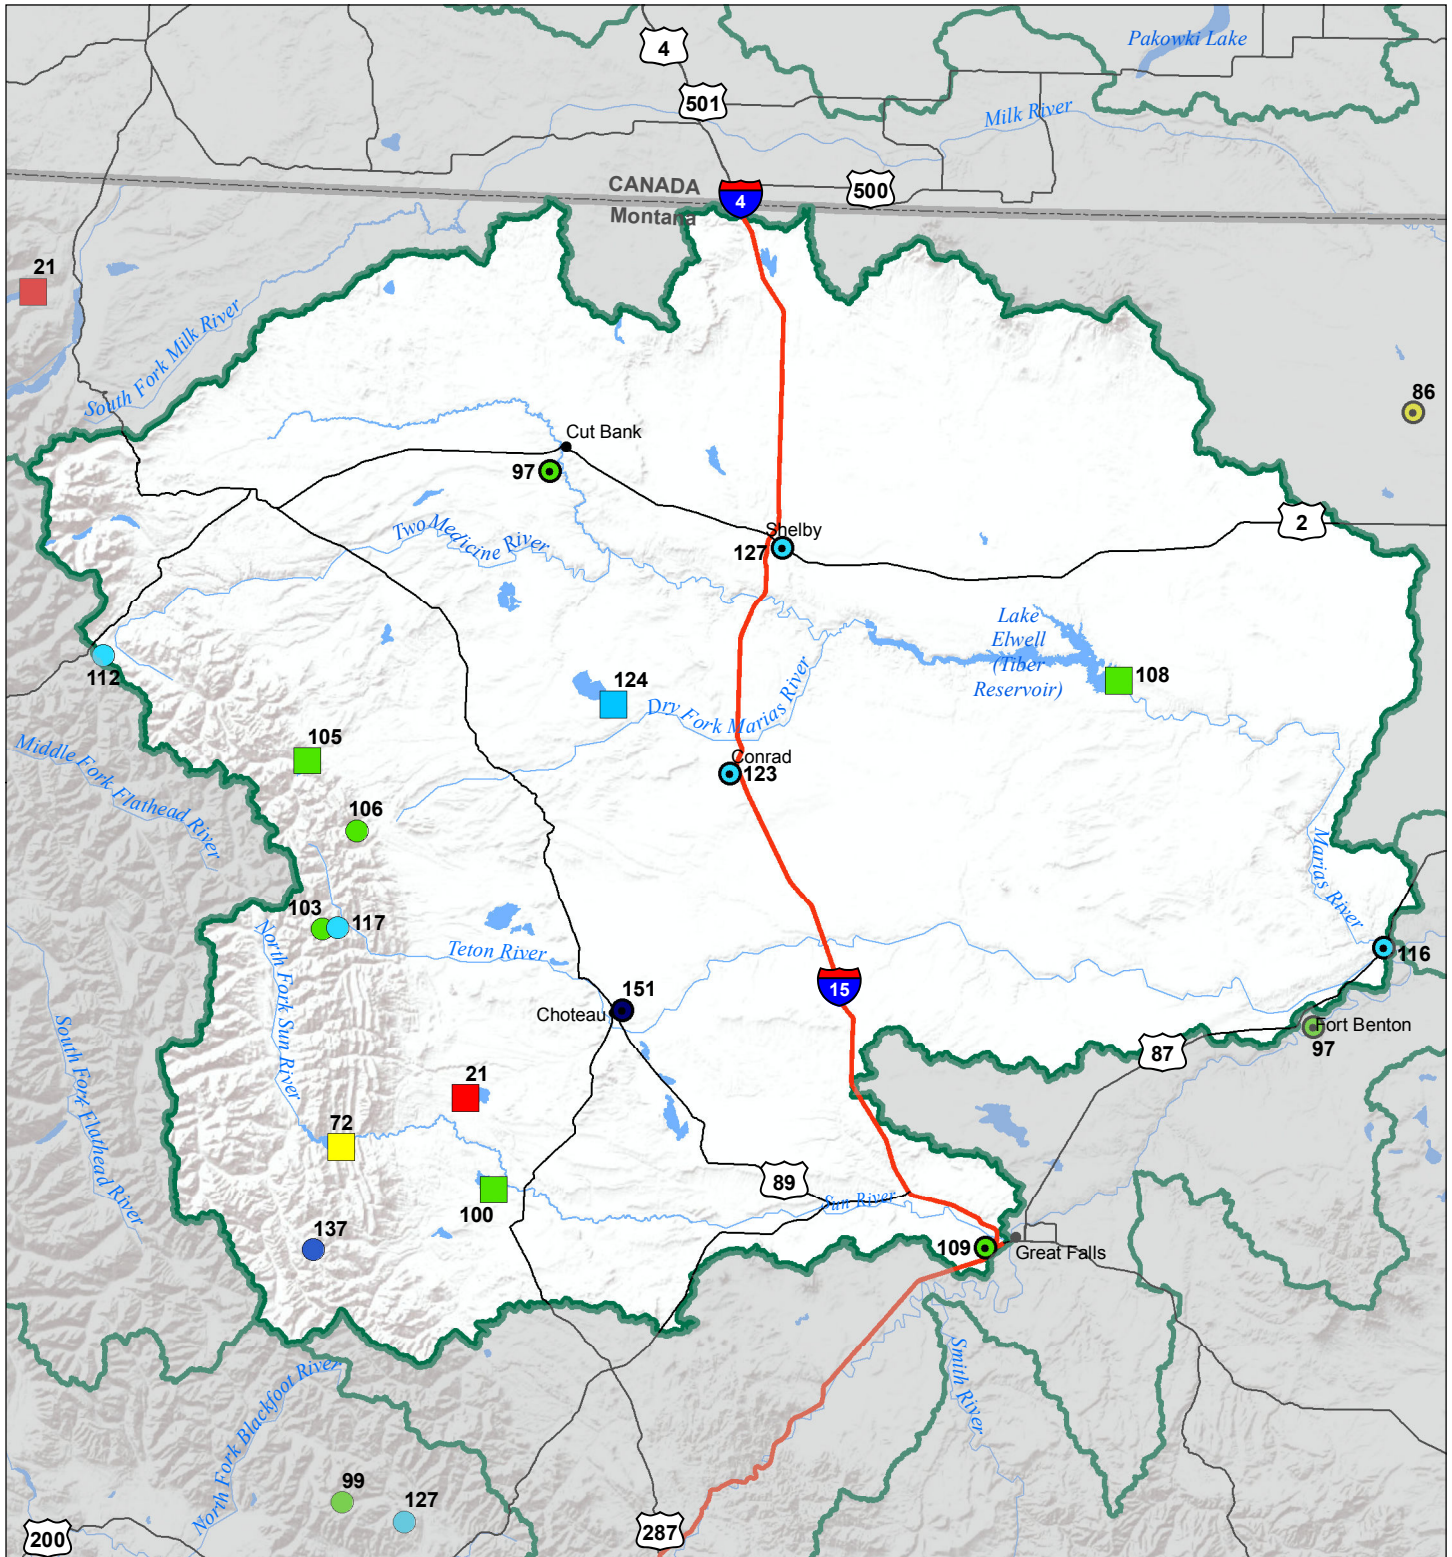 4
Pakowki Lake
501
Milk River
CANADA
500
4
Montana
21
South Fork Milk River
86
Cut Bank
97
Two Medicine River
2
Shelby
127
Lake
Elwell
(Tiber
Reservoir)
112
124
108
Dry Fork Marias River
105
Middle Fork Flathead River
Conrad
123
106
Marias River
103
117
North Fork Sun River
Teton River
116
151
15
Choteau
South Fork Flathead River
Fort Benton
87
97
21
72
89
100
Sun River
137
109
Great Falls
Smith River
North Fork Blackfoot River
99
127
200
287